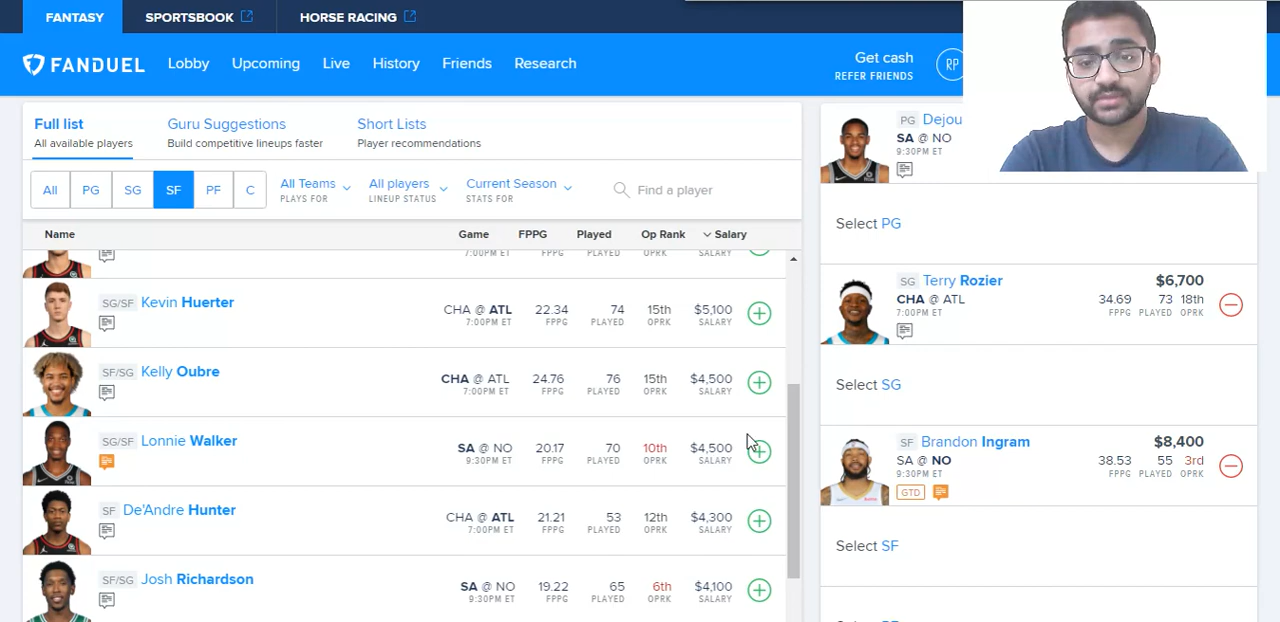 FANTASY SPORTSBOOK HORSE RACING
FANDUEL Lobby Upcoming Live History Friends Research
Get cash
REFER FRIENDS
RP
Full list Guru Suggestions Short Lists
All available players Build competitive lineups faster Player recommendations
All PG SG SF PF C
All Teams All players Current Season Find a player
PLAYS FOR LINEUP STATUS STATS FOR
Name Game FPPG Played Op Rank Salary
7:00PM ET FPPG PLAYED OPRK SALARY
SG/SF Kevin Huerter CHA @ ATL 22.34 74 15th $5,100
7:00PM ET FPPG PLAYED OPRK SALARY
SF/SG Kelly Oubre CHA @ ATL 24.76 76 15th $4,500
7:00PM ET FPPG PLAYED OPRK SALARY
SG/SF Lonnie Walker SA @ NO 20.17 70 10th $4,500
9:30PM ET FPPG PLAYED OPRK SALARY
SF De'Andre Hunter CHA @ ATL 21.21 53 12th $4,300
7:00PM ET FPPG PLAYED OPRK SALARY
SF/SG Josh Richardson SA @ NO 19.22 65 6th $4,100
9:30PM ET FPPG PLAYED OPRK SALARY
PG Dejou
SA @ NO
9:30PM ET
Select PG
SG Terry Rozier $6,700
CHA @ ATL 34.69 73 18th
7:00PM ET FPPG PLAYED OPRK
Select SG
SF Brandon Ingram $8,400
SA @ NO 38.53 55 3rd
9:30PM ET FPPG PLAYED OPRK
GTD
Select SF